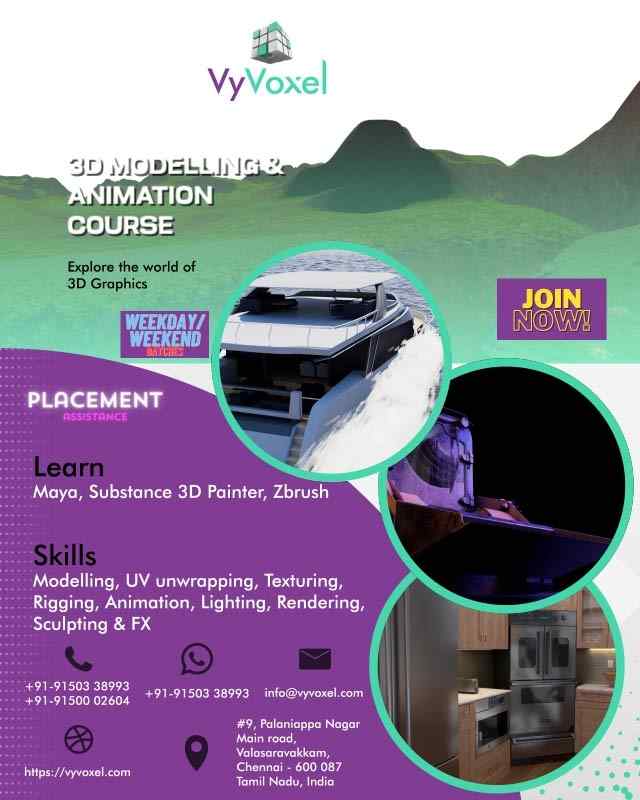 VyVoxel
3D MODELLING &
ANIMATION
COURSE
Explore the world of
3D Graphics
JOIN
NOW!
WEEKDAY/
WEEKEND
BATCHES
PLACEMENT
ASSISTANCE
Learn
Maya, Substance 3D Painter, Zbrush
Skills
Modelling, UV unwrapping, Texturing,
Rigging, Animation, Lighting, Rendering,
Sculpting & FX
+91-91503 38993
+91-91500 02604
+91-91503 38993
info@vyvoxel.com
https://vyvoxel.com
#9, Palaniappa Nagar
Main road,
Valasaravakkam,
Chennai - 600 087
Tamil Nadu, India